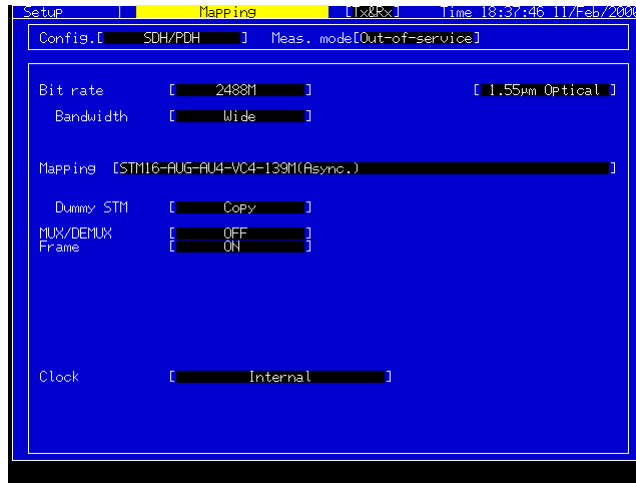 Setup Mapping [Tx&Rx] Time 18:37:46 11/Feb/2000
Config.[ SDH/PDH ] Meas. mode[Out-of-service]
Bit rate [ 2488M ] [ 1.55µm Optical ]
Bandwidth [ Wide ]
Mapping [STM16-AUG-AU4-VC4-139M(Async.) ]
Dummy STM [ Copy ]
MUX/DEMUX [ OFF ]
Frame [ ON ]
Clock [ Internal ]